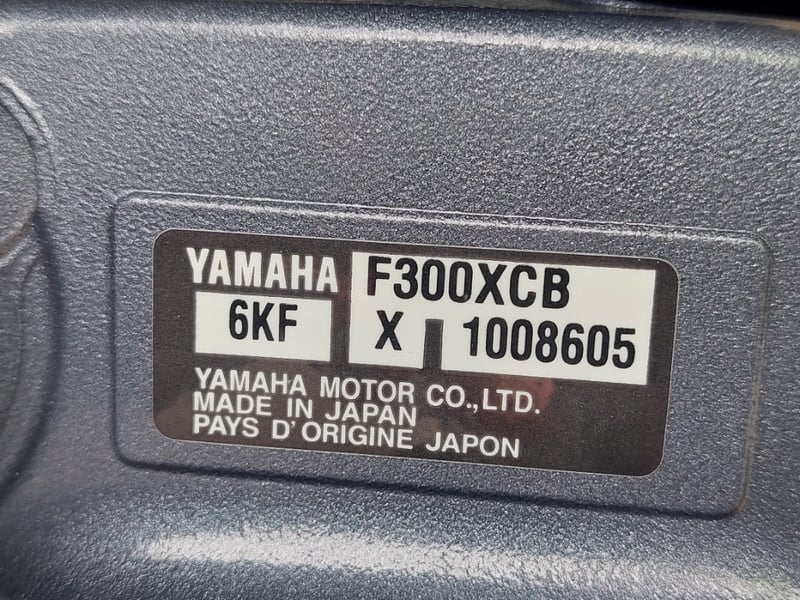 YAMAHA F300XCB
6KF X 1008605
YAMAHA MOTOR CO.,LTD.
MADE IN JAPAN
PAYS D'ORIGINE JAPON